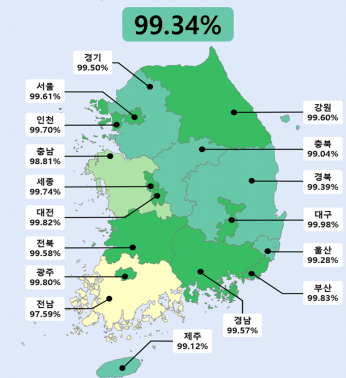 99.34%
경기
99.50%
서울
99.61%
인천
99.70%
충남
98.81%
세종
99.74%
대전
99.82%
전북
99.58%
광주
99.80%
전남
97.59%
강원
99.60%
충북
99.04%
경북
99.39%
대구
99.98%
울산
99.28%
부산
99.83%
경남
99.57%
제주
99.12%